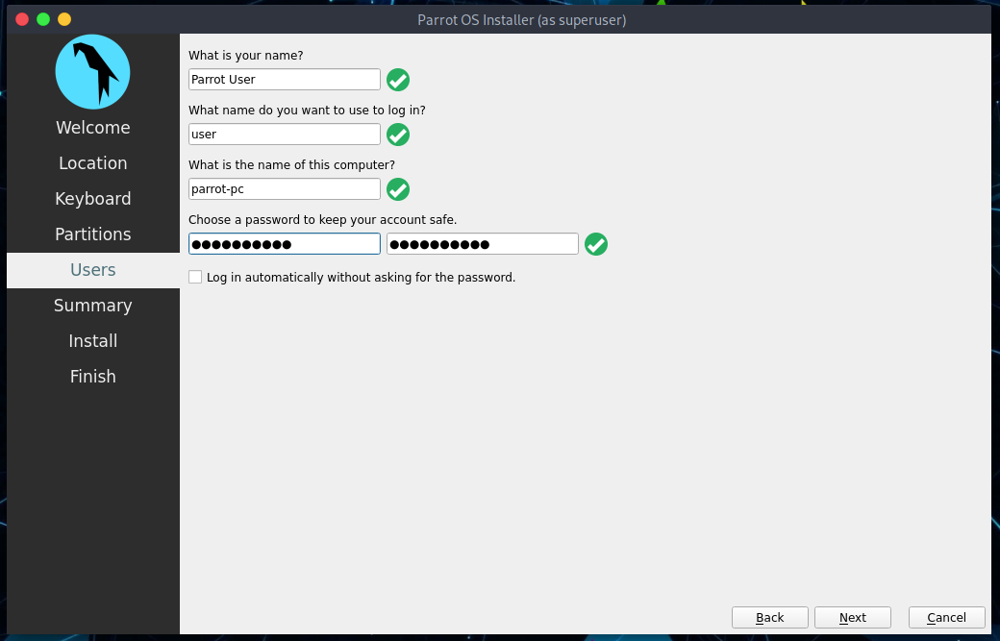 Parrot OS Installer (as superuser)
Welcome
Location
Keyboard
Partitions
Users
Summary
Install
Finish
What is your name?
Parrot User
What name do you want to use to log in?
user
What is the name of this computer?
parrot-pc
Choose a password to keep your account safe.
●●●●●●●●●● ●●●●●●●●●●
Log in automatically without asking for the password.
Back Next Cancel